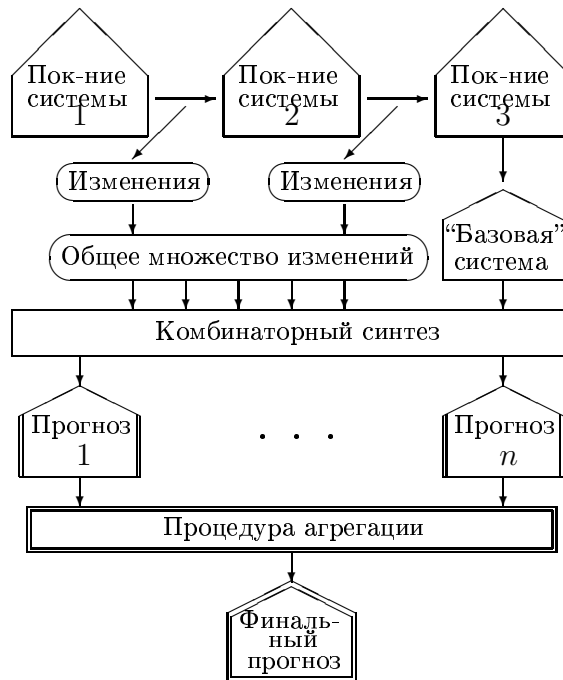 Пок-ние
системы
1
Пок-ние
системы
2
Пок-ние
системы
3
Изменения
Изменения
Общее множество изменений
“Базовая”
система
Комбинаторный синтез
Прогноз
1
. . .
Прогноз
n
Процедура агрегации
Финаль-
ный
прогноз